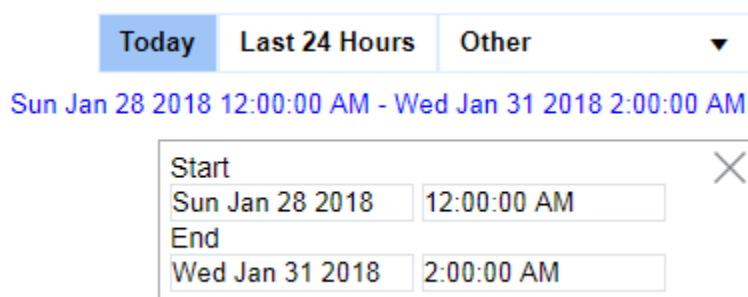 Today Last 24 Hours Other
Sun Jan 28 2018 12:00:00 AM - Wed Jan 31 2018 2:00:00 AM
Start
Sun Jan 28 2018 12:00:00 AM
End
Wed Jan 31 2018 2:00:00 AM